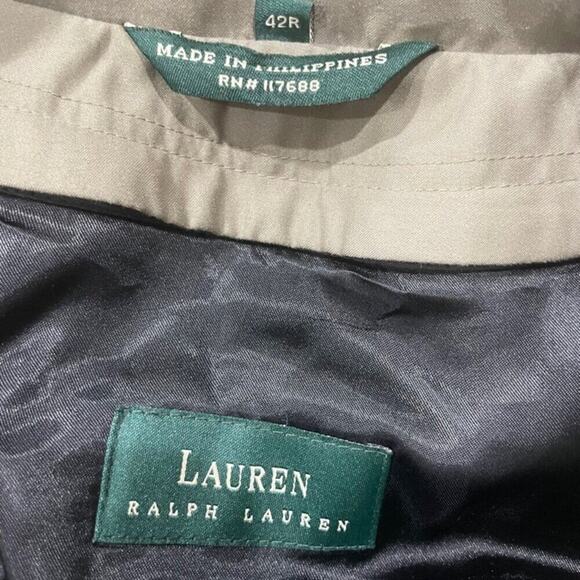 42R
MADE IN PHILIPPINES
RN# 117688
LAUREN
RALPH LAUREN